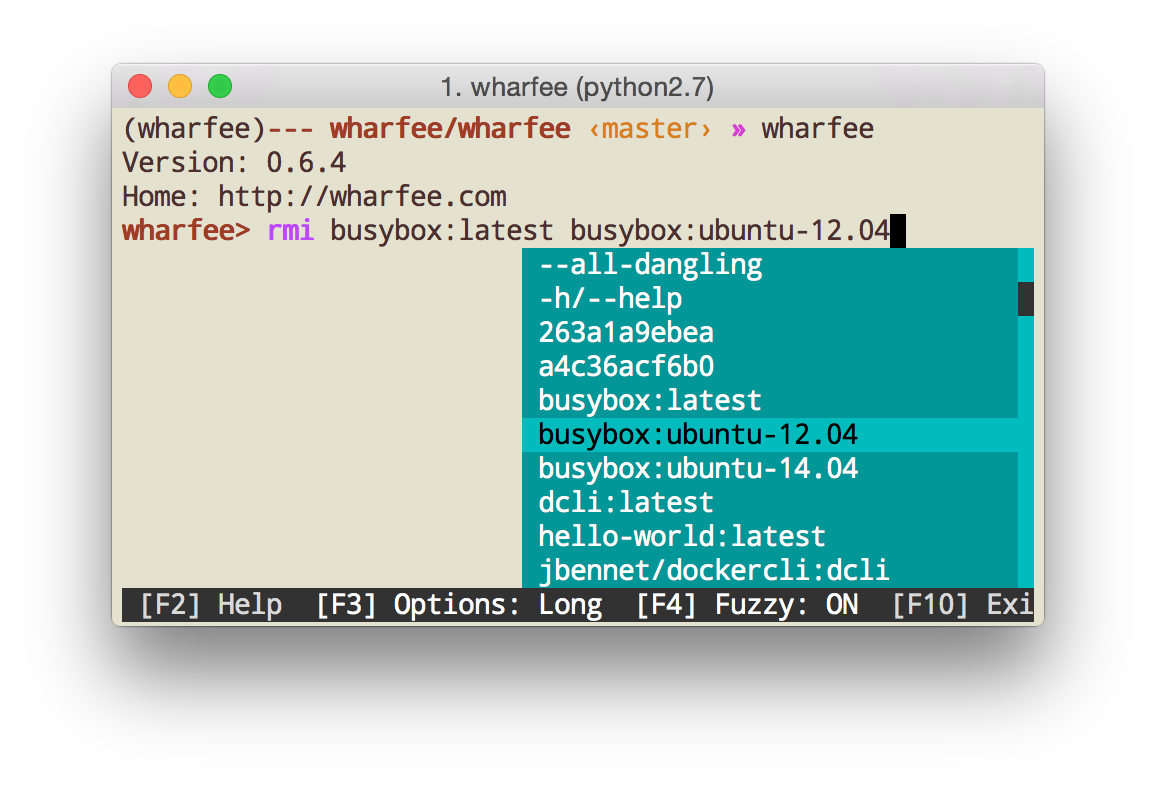 1. wharfee (python2.7)
(wharfee)--- wharfee/wharfee ‹master› » wharfee
Version: 0.6.4
Home: http://wharfee.com
wharfee> rmi busybox:latest busybox:ubuntu-12.04
--all-dangling
-h/--help
263a1a9ebea
a4c36acf6b0
busybox:latest
busybox:ubuntu-12.04
busybox:ubuntu-14.04
dcli:latest
hello-world:latest
jbennet/dockercli:dcli
[F2] Help [F3] Options: Long [F4] Fuzzy: ON [F10] Exi